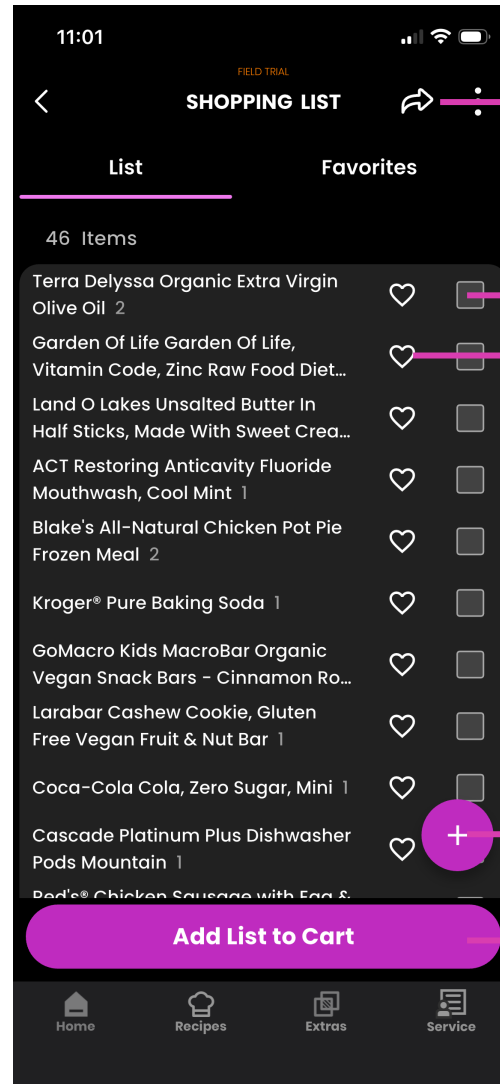 11:01
FIELD TRIAL
SHOPPING LIST
List
Favorites
46 Items
Terra Delyssa Organic Extra Virgin
Olive Oil 2
Garden Of Life Garden Of Life,
Vitamin Code, Zinc Raw Food Diet...
Land O Lakes Unsalted Butter In
Half Sticks, Made With Sweet Crea...
ACT Restoring Anticavity Fluoride
Mouthwash, Cool Mint 1
Blake's All-Natural Chicken Pot Pie
Frozen Meal 2
Kroger® Pure Baking Soda 1
GoMacro Kids MacroBar Organic
Vegan Snack Bars - Cinnamon Ro...
Larabar Cashew Cookie, Gluten
Free Vegan Fruit & Nut Bar 1
Coca-Cola Cola, Zero Sugar, Mini 1
Cascade Platinum Plus Dishwasher
Pods Mountain 1
Red's® Chicken Sausage with Egg &
Add List to Cart
Home
Recipes
Extras
Service